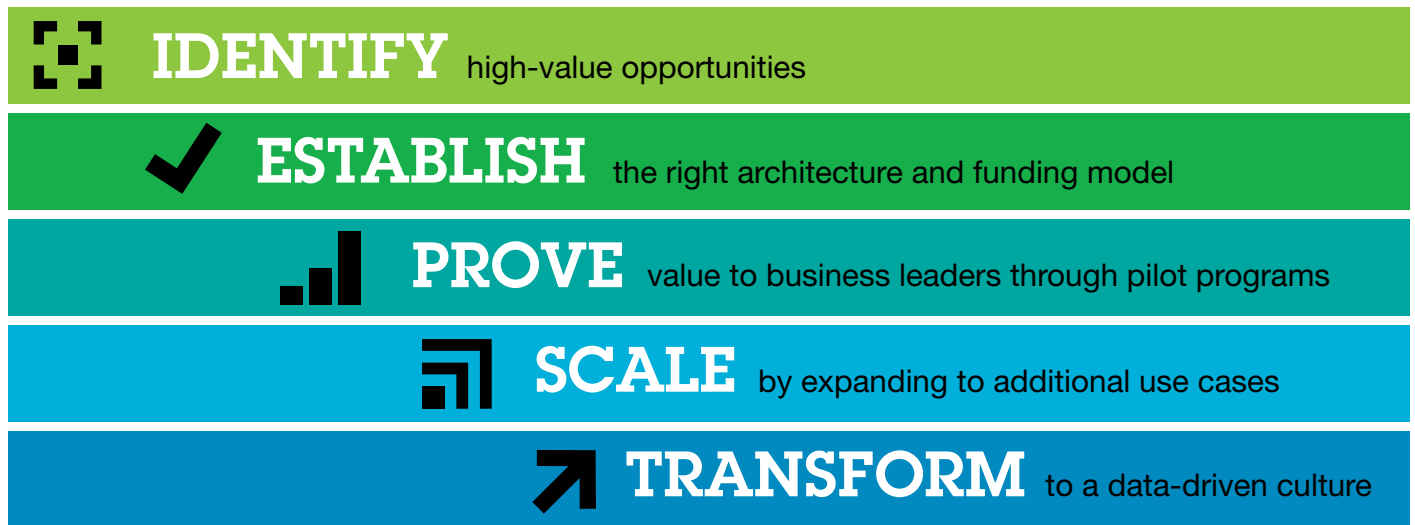 IDENTIFY high-value opportunities
ESTABLISH the right architecture and funding model
PROVE value to business leaders through pilot programs
SCALE by expanding to additional use cases
TRANSFORM to a data-driven culture